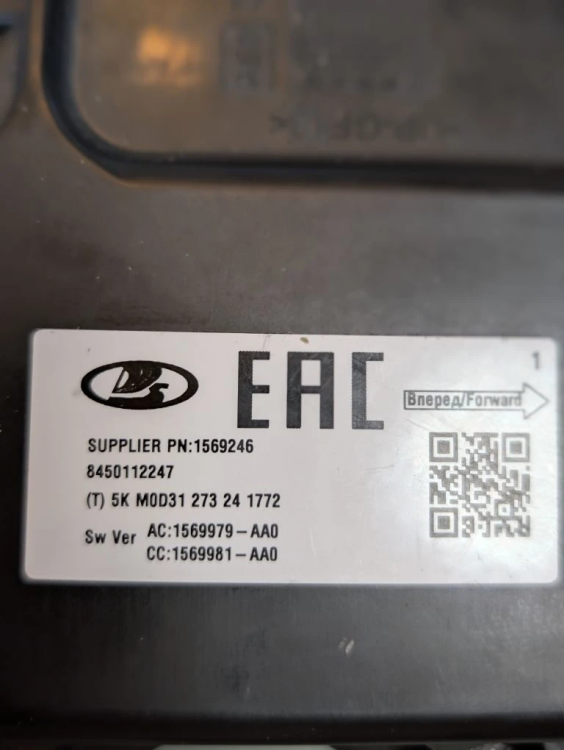 EAC
1
Вперед/Forward
SUPPLIER PN:1569246
8450112247
(T) 5K M0D31 273 24 1772
Sw Ver AC:1569979-AA0
CC:1569981-AA0